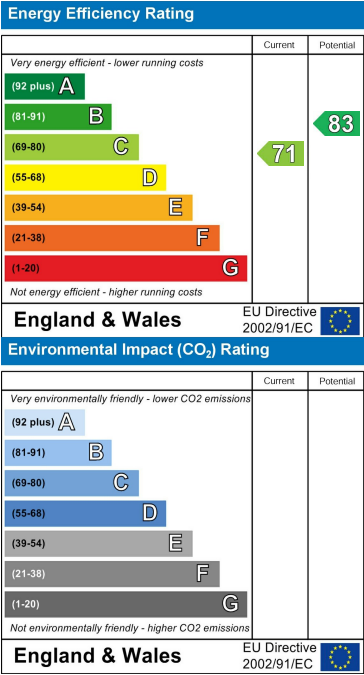 Energy Efficiency Rating
Current Potential
Very energy efficient - lower running costs
(92 plus) A
(81-91) B
(69-80) C
(55-68) D
(39-54) E
(21-38) F
(1-20) G
71
83
Not energy efficient - higher running costs
England & Wales
EU Directive
2002/91/EC
Environmental Impact (CO₂) Rating
Current Potential
Very environmentally friendly - lower CO2 emissions
(92 plus) A
(81-91) B
(69-80) C
(55-68) D
(39-54) E
(21-38) F
(1-20) G
Not environmentally friendly - higher CO2 emissions
England & Wales
EU Directive
2002/91/EC